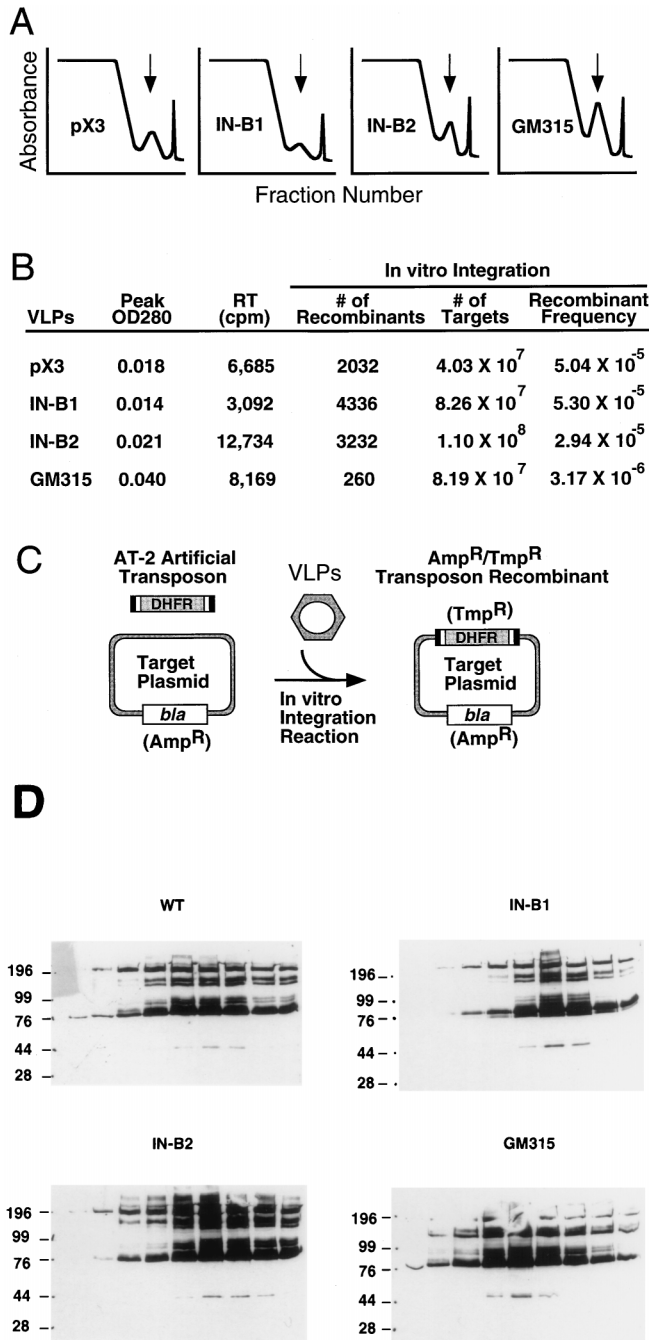 A
Absorbance
pX3
IN-B1
IN-B2
GM315
Fraction Number
B
In vitro Integration
VLPs Peak OD280 RT (cpm) # of Recombinants # of Targets Recombinant Frequency
pX3 0.018 6,685 2032 4.03 X 10^7 5.04 X 10^-5
IN-B1 0.014 3,092 4336 8.26 X 10^7 5.30 X 10^-5
IN-B2 0.021 12,734 3232 1.10 X 10^8 2.94 X 10^-5
GM315 0.040 8,169 260 8.19 X 10^7 3.17 X 10^-6
C
AT-2 Artificial
Transposon
DHFR
Target
Plasmid
bla
(AmpR)
VLPs
In vitro
Integration
Reaction
AmpR/TmpR
Transposon Recombinant
(TmpR)
DHFR
Target
Plasmid
bla
(AmpR)
D
WT
196
99
76
44
28
IN-B1
196
99
76
44
28
IN-B2
196
99
76
44
28
GM315
196
99
76
44
28